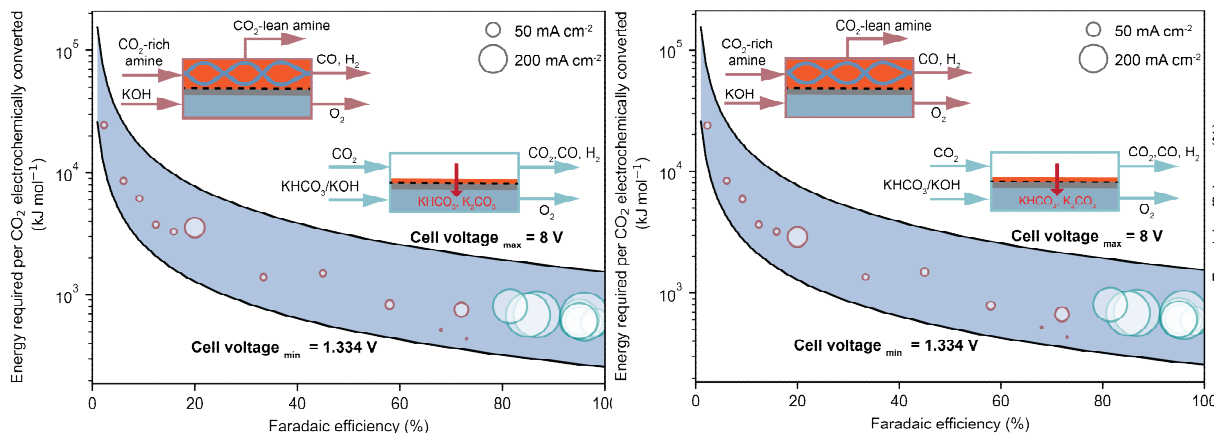 Energy required per CO2 electrochemically converted
(kJ mol−1)
10^5
10^4
10^3
CO2-lean amine
CO2-rich
amine
CO, H2
KOH
O2
50 mA cm−2
200 mA cm−2
CO2
CO2,CO, H2
KHCO3/KOH
KHCO3, K2CO3
O2
Cell voltage max = 8 V
Cell voltage min = 1.334 V
0
20
40
60
80
100
Faradaic efficiency (%)
Energy required per CO2 electrochemically converted
(kJ mol−1)
10^5
10^4
10^3
CO2-lean amine
CO2-rich
amine
CO, H2
KOH
O2
50 mA cm−2
200 mA cm−2
CO2
CO2,CO, H2
KHCO3/KOH
KHCO3, K2CO3
O2
Cell voltage max = 8 V
Cell voltage min = 1.334 V
0
20
40
60
80
100
Faradaic efficiency (%)